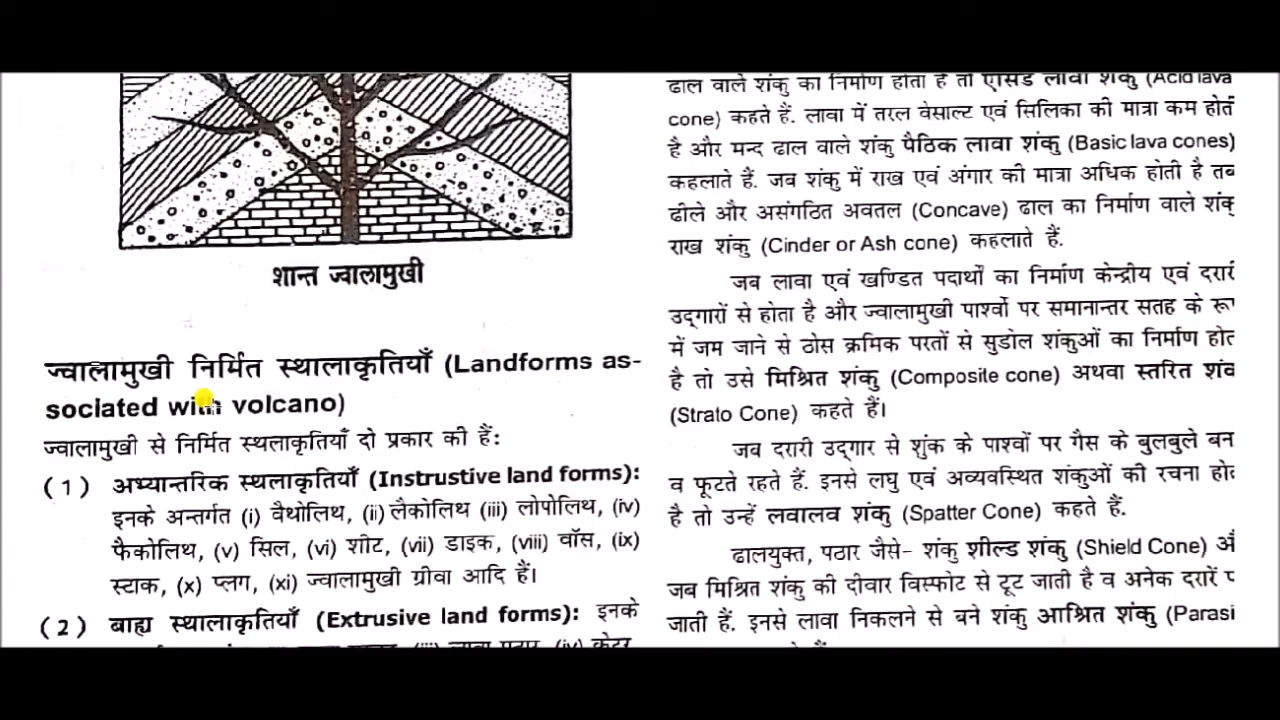 शान्त ज्वालामुखी
ज्वालामुखी निर्मित स्थालाकृतियाँ (Landforms as-
sociated with volcano)
ज्वालामुखी से निर्मित स्थलाकृतियाँ दो प्रकार की हैं:
(1) अभ्यान्तरिक स्थलाकृतियाँ (Instrustive land forms):
इनके अन्तर्गत (i) वैथोलिथ, (ii) लैकोलिथ (iii) लोपोलिथ, (iv)
फैकोलिथ, (v) सिल, (vi) शीट, (vii) डाइक, (viii) वॉस, (ix)
स्टाक, (x) प्लग, (xi) ज्वालामुखी ग्रीवा आदि हैं।
(2) बाह्य स्थालाकृतियाँ (Extrusive land forms): इनके
(iii) लावा पठार, (iv) क्रेटर,
ढाल वाले शंकु का निर्माण होता है तो एसिड लावा शंकु (Acid lava
cone) कहते हैं. लावा में तरल वेसाल्ट एवं सिलिका की मात्रा कम होती
है और मन्द ढाल वाले शंकु पैठिक लावा शंकु (Basic lava cones)
कहलाते हैं. जब शंकु में राख एवं अंगार की मात्रा अधिक होती है तब
ढीले और असंगठित अवतल (Concave) ढाल का निर्माण वाले शंकु
राख शंकु (Cinder or Ash cone) कहलाते हैं.
जब लावा एवं खण्डित पदार्थों का निर्माण केन्द्रीय एवं दरारी
उद्गारों से होता है और ज्वालामुखी पार्श्वो पर समानान्तर सतह के रू
में जम जाने से ठोस क्रमिक परतों से सुडोल शंकुओं का निर्माण होत
है तो उसे मिश्रित शंकु (Composite cone) अथवा स्तरित शंक
(Strato Cone) कहते हैं।
जब दरारी उद्गार से शुंक के पाश्वों पर गैस के बुलबुले बन
व फूटते रहते हैं. इनसे लघु एवं अव्यवस्थित शंकुओं की रचना होत
है तो उन्हें लवालव शंकु (Spatter Cone) कहते हैं.
ढालयुक्त, पठार जैसे- शंकु शील्ड शंकु (Shield Cone) औ
जब मिश्रित शंकु की दीवार विस्फोट से टूट जाती है व अनेक दरारें प
जाती हैं. इनसे लावा निकलने से बने शंकु आश्रित शंकु (Parasi